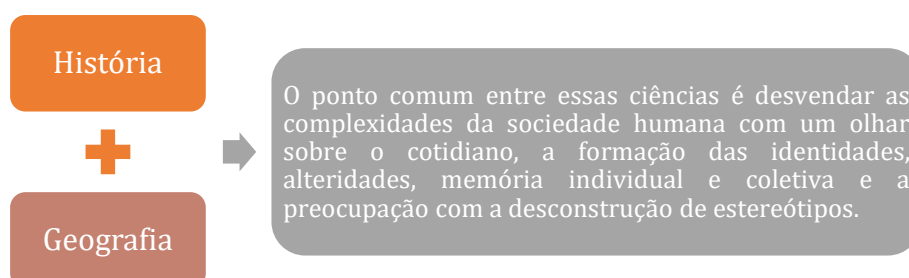 História
Geografia
O ponto comum entre essas ciências é desvendar as
complexidades da sociedade humana com um olhar
sobre o cotidiano, a formação das identidades,
alteridades, memória individual e coletiva e a
preocupação com a desconstrução de estereótipos.